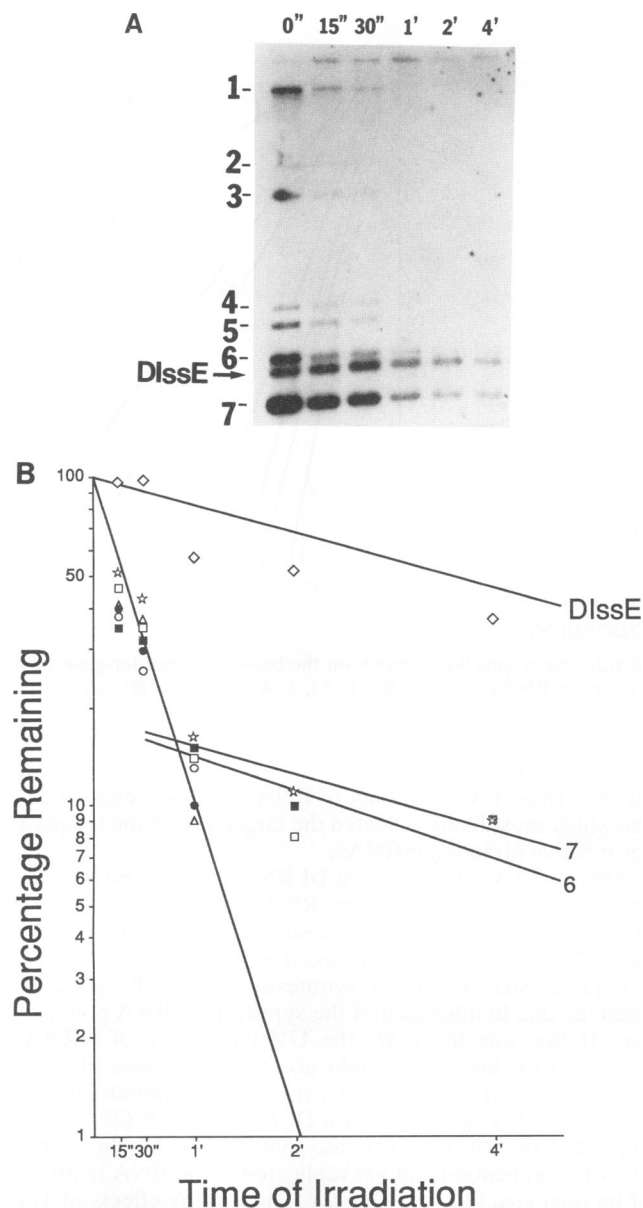 A
0" 15" 30" 1' 2' 4'
1-
2-
3-
4-
5-
6-
DIssE→
7-
B
100
50
10
9
8
7
6
5
4
3
2
1
Percentage Remaining
DIssE
7
6
15" 30" 1' 2' 4'
Time of Irradiation